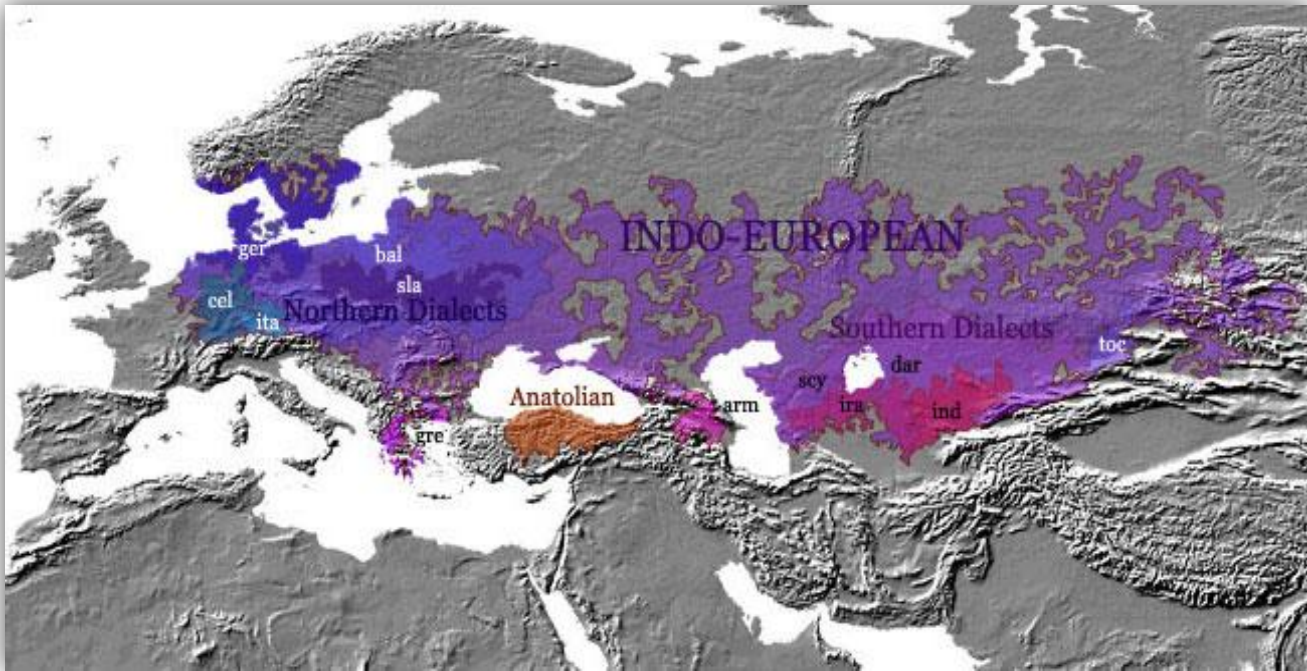 INDO-EUROPEAN
ger
bal
sla
cel
Northern Dialects
ita
Southern Dialects
toc
scy
dar
Anatolian
arm
ira
ind
gre